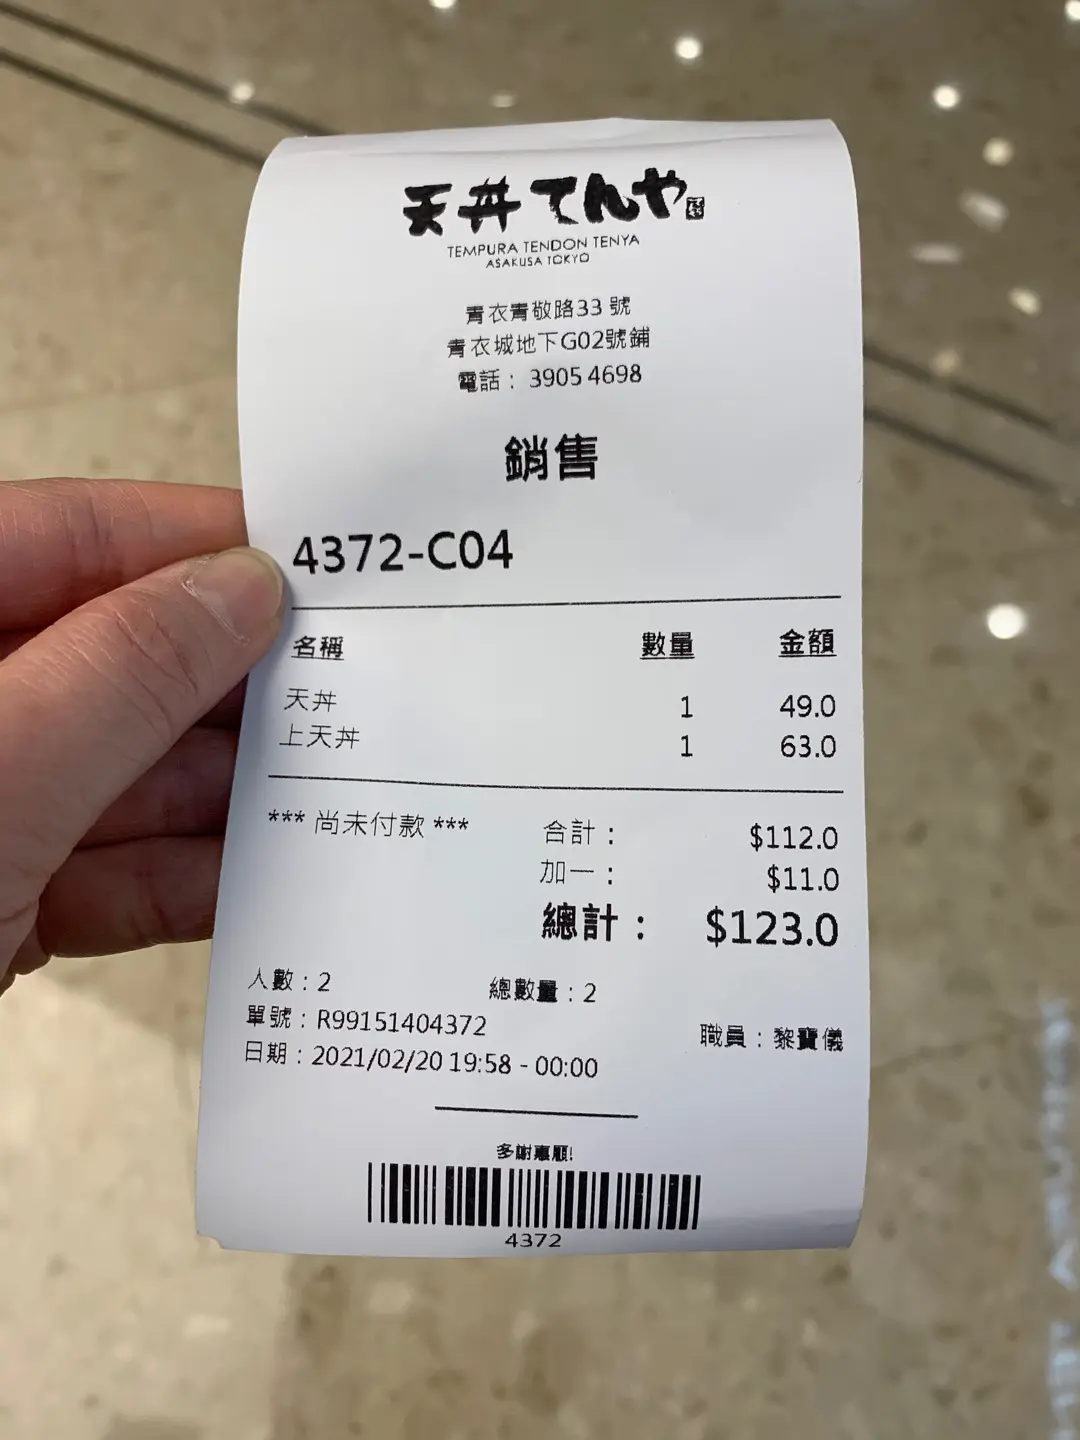 天丼てんや
TEMPURA TENDON TENYA
ASAKUSA TOKYO
青衣青敬路33 號
青衣城地下G02號鋪
電話： 3905 4698
銷售
4372-C04
名稱 數量 金額
天丼 1 49.0
上天丼 1 63.0
*** 尚未付款 *** 合計： $112.0
加一： $11.0
總計： $123.0
人數：2 總數量：2
單號：R99151404372 職員：黎寶儀
日期：2021/02/20 19:58 - 00:00
多謝惠顧!
4372